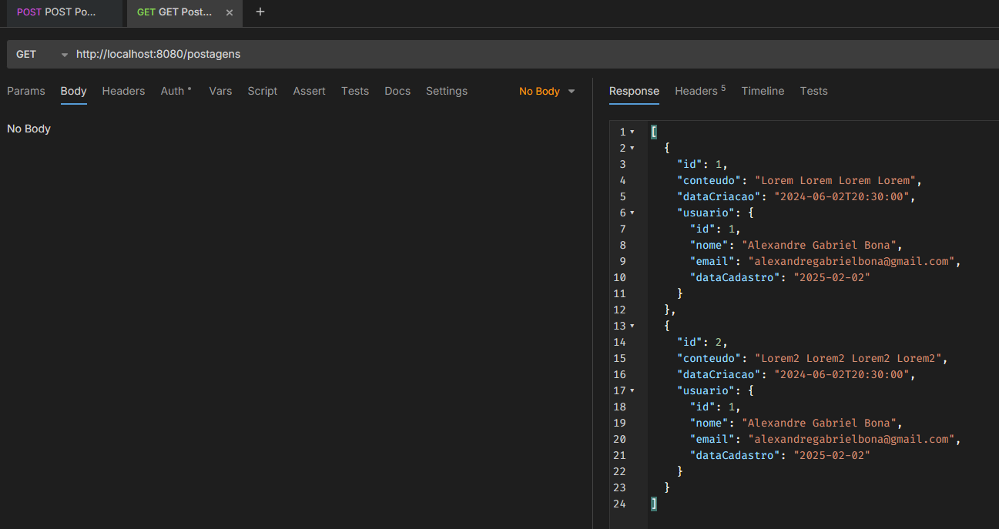 POST POST Po...
GET GET Post...
GET http://localhost:8080/postagens
Params Body Headers Auth Vars Script Assert Tests Docs Settings No Body
No Body
Response Headers 5 Timeline Tests
1 [
2 {
3 "id": 1,
4 "conteudo": "Lorem Lorem Lorem Lorem",
5 "dataCriacao": "2024-06-02T20:30:00",
6 "usuario": {
7 "id": 1,
8 "nome": "Alexandre Gabriel Bona",
9 "email": "alexandregabrielbona@gmail.com",
10 "dataCadastro": "2025-02-02"
11 }
12 },
13 {
14 "id": 2,
15 "conteudo": "Lorem2 Lorem2 Lorem2 Lorem2",
16 "dataCriacao": "2024-06-02T20:30:00",
17 "usuario": {
18 "id": 1,
19 "nome": "Alexandre Gabriel Bona",
20 "email": "alexandregabrielbona@gmail.com",
21 "dataCadastro": "2025-02-02"
22 }
23 }
24 ]